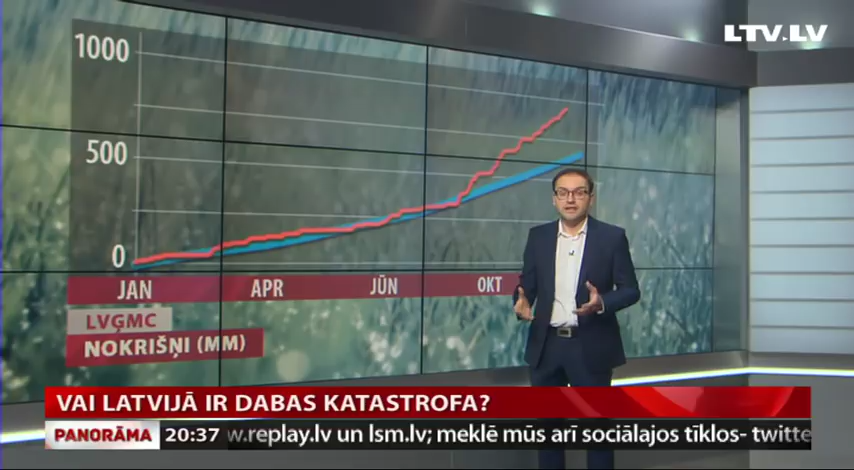 LTV.LV
1000
500
0
JAN APR JŪN OKT
LVĢMC
NOKRIŠŅI (MM)
VAI LATVIJĀ IR DABAS KATASTROFA?
PANORĀMA 20:37 w.replay.lv un lsm.lv; meklē mūs arī sociālajos tīklos- twitte